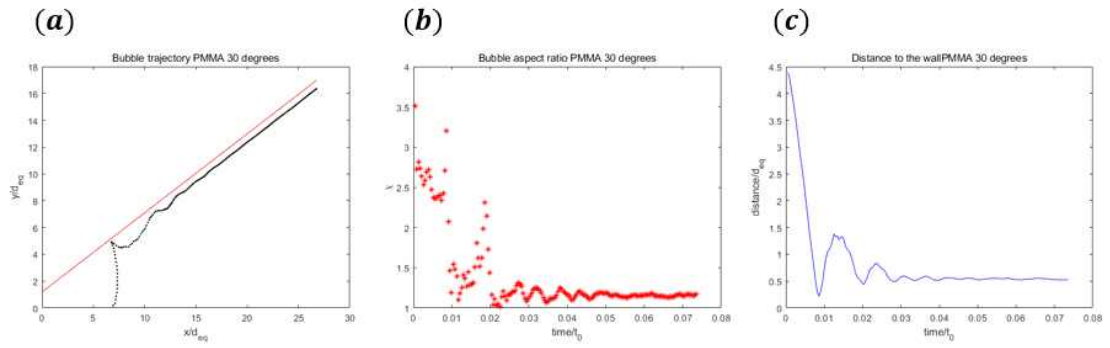 (a)
Bubble trajectory PMMA 30 degrees
18
16
14
12
10
8
6
4
2
0
0 5 10 15 20 25 30
y/d_eq
x/d_eq
(b)
Bubble aspect ratio PMMA 30 degrees
4
3.5
3
2.5
2
1.5
1
0 0.01 0.02 0.03 0.04 0.05 0.06 0.07 0.08
χ
time/t_0
(c)
Distance to the wallPMMA 30 degrees
4.5
4
3.5
3
2.5
2
1.5
1
0.5
0
0 0.01 0.02 0.03 0.04 0.05 0.06 0.07 0.08
distance/d_eq
time/t_0